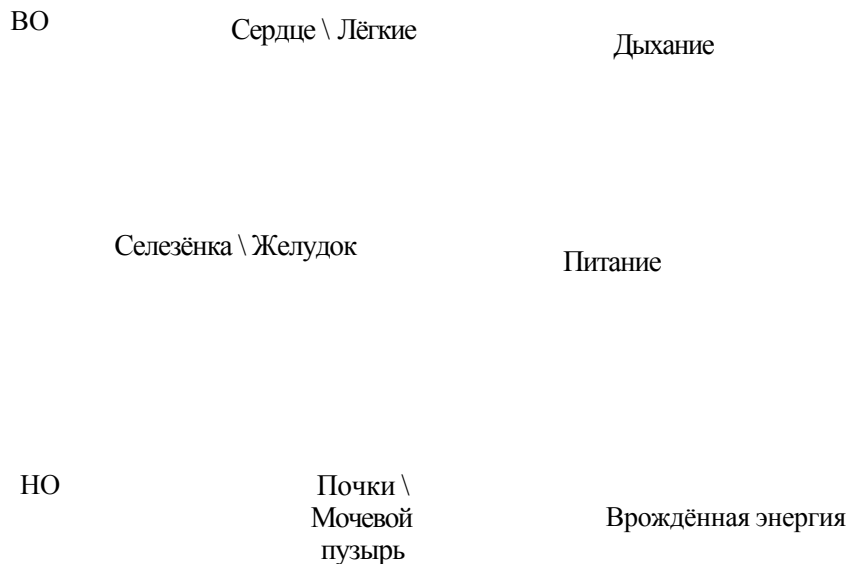 ВО Сердце \ Лёгкие Дыхание
Селезёнка \ Желудок Питание
НО Почки \
Мочевой Врождённая энергия
пузырь